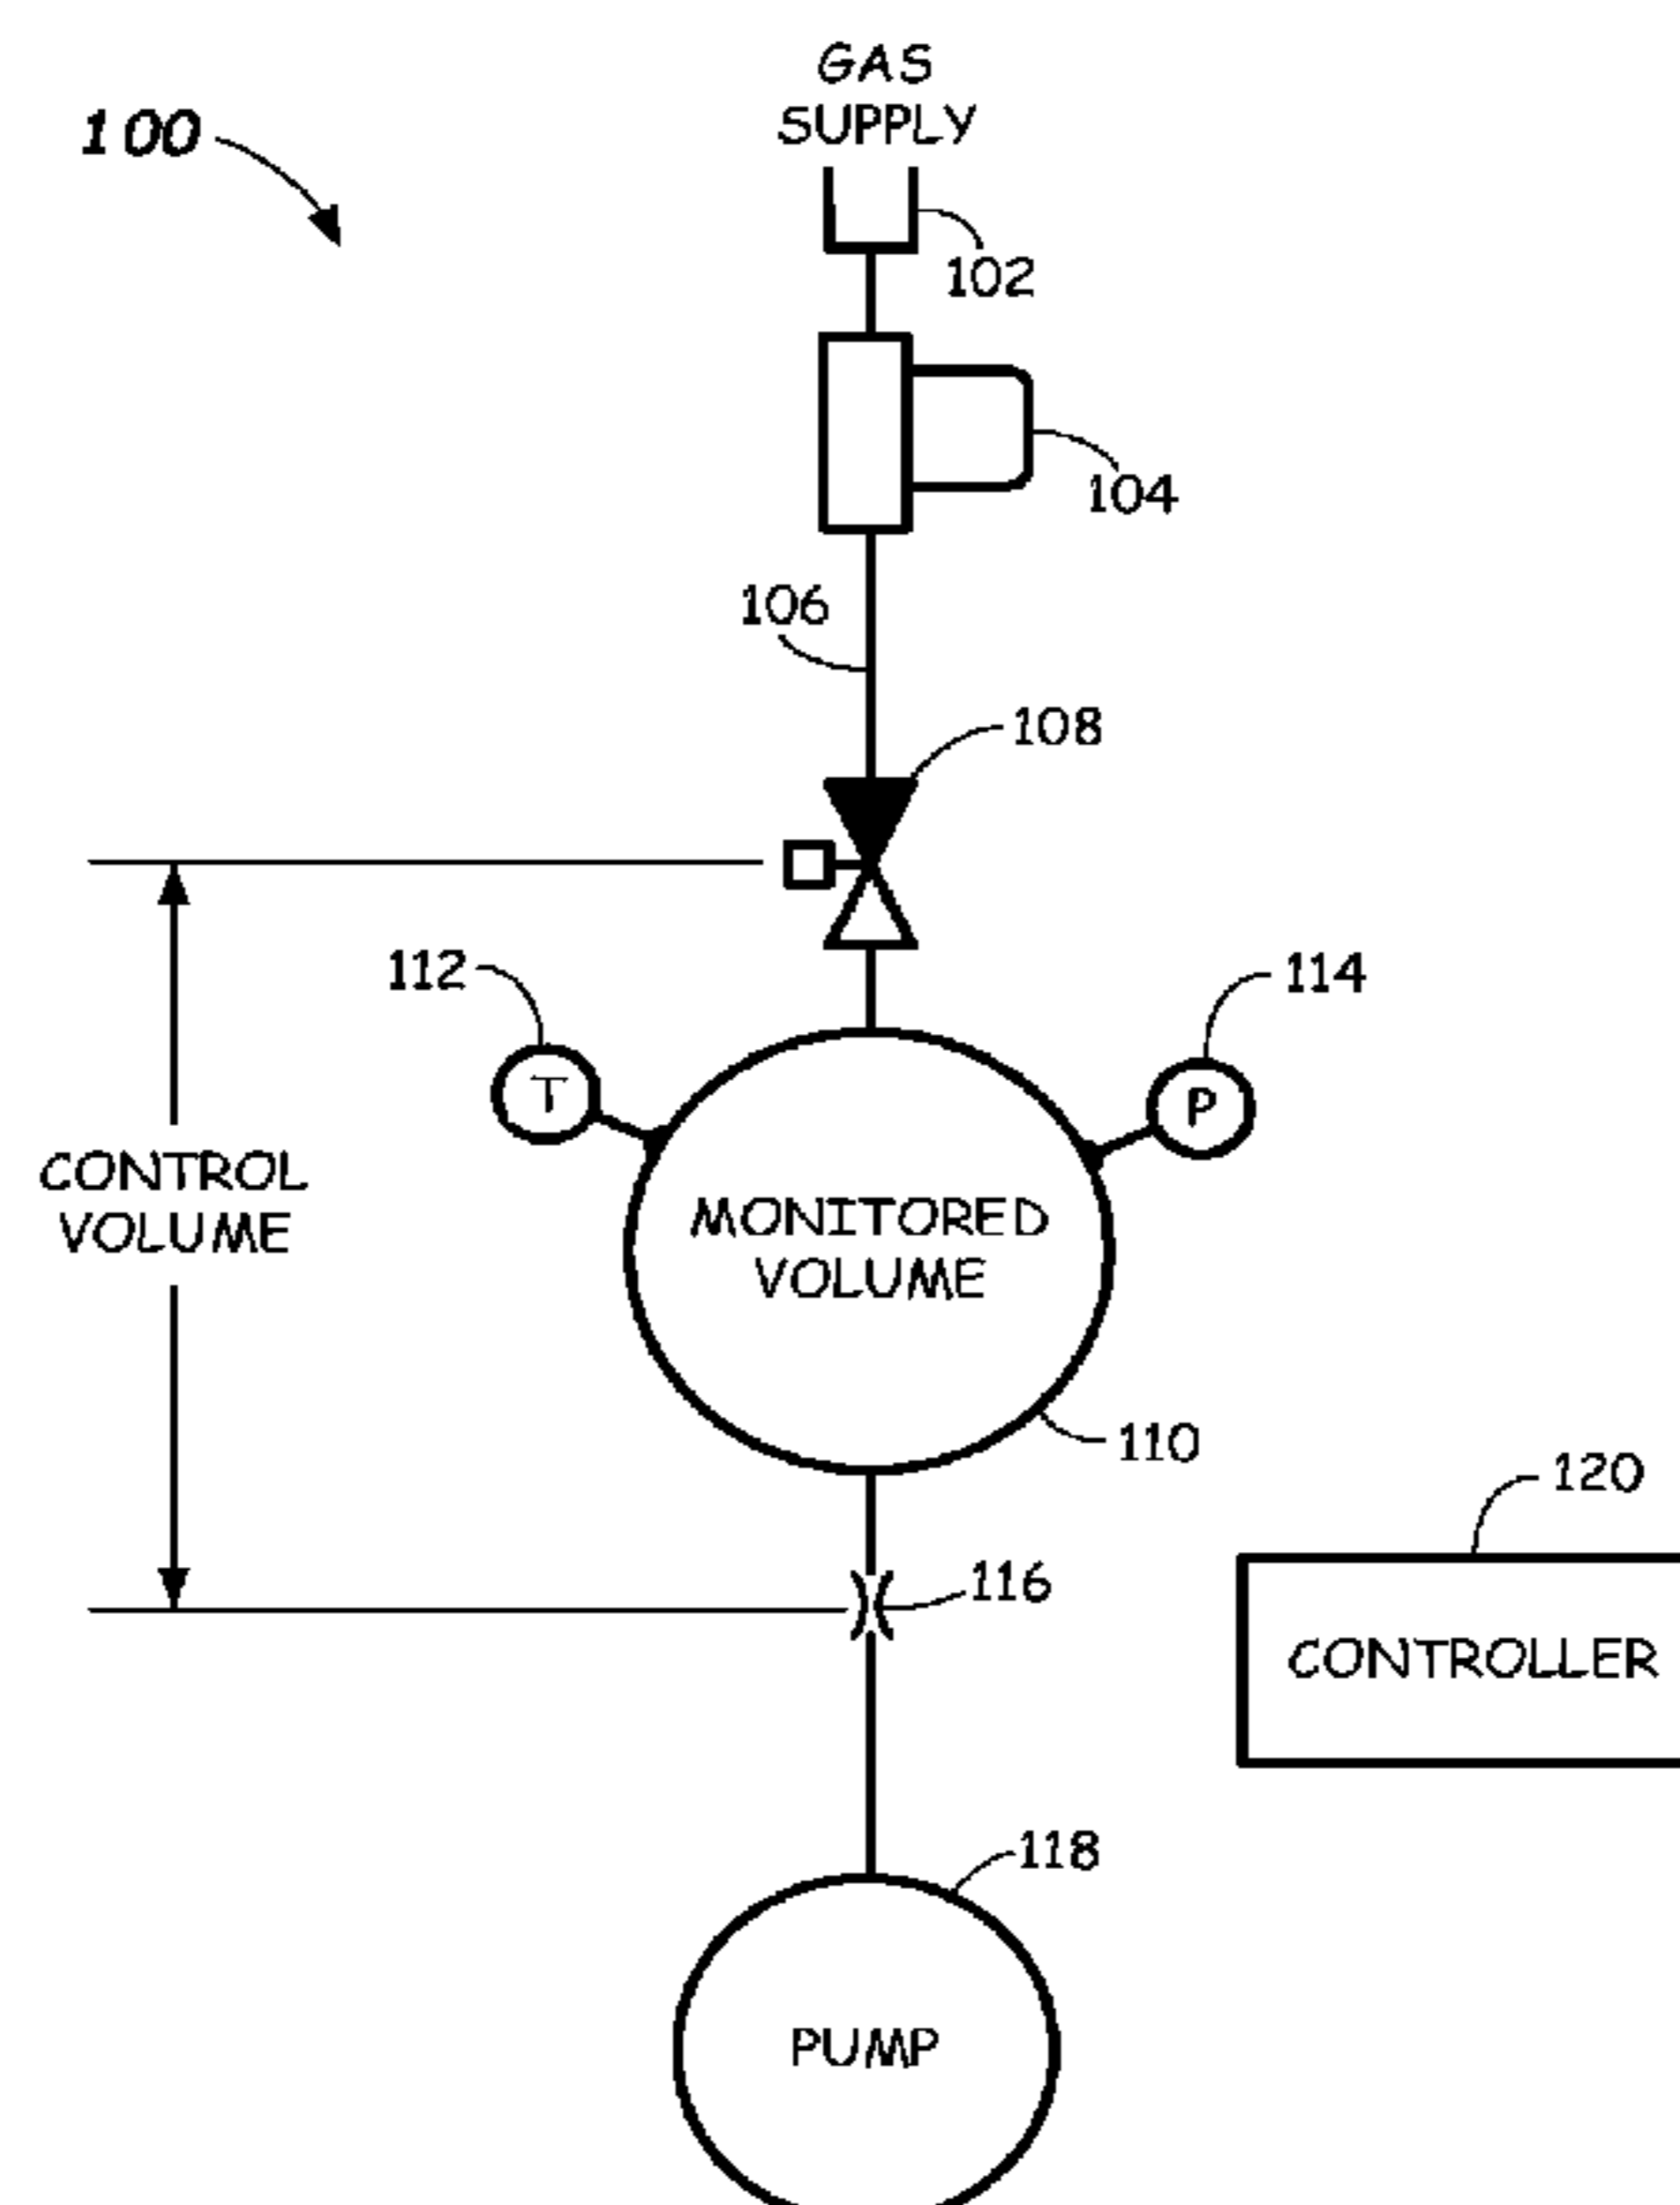 GAS
SUPPLY
100
102
104
106
108
112
114
T
P
CONTROL
VOLUME
MONITORED
VOLUME
110
120
116
CONTROLLER
118
PUMP